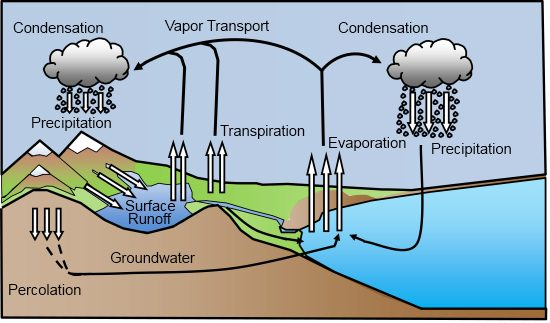 Condensation
Vapor Transport
Condensation
Precipitation
Transpiration
Evaporation
Precipitation
Surface
Runoff
Groundwater
Percolation